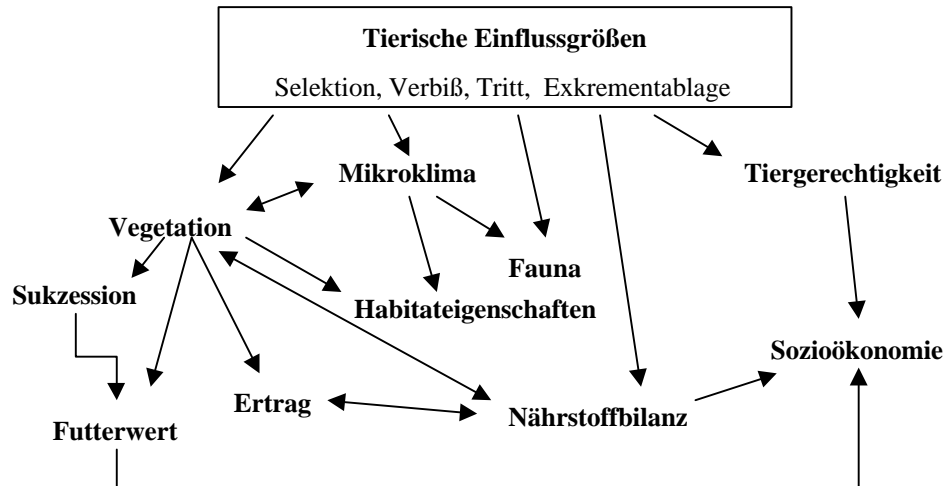 Tierische Einflussgrößen
Selektion, Verbiß, Tritt, Exkrementablage
Mikroklima
Tiergerechtigkeit
Vegetation
Fauna
Sukzession
Habitateigenschaften
Sozioökonomie
Ertrag
Nährstoffbilanz
Futterwert